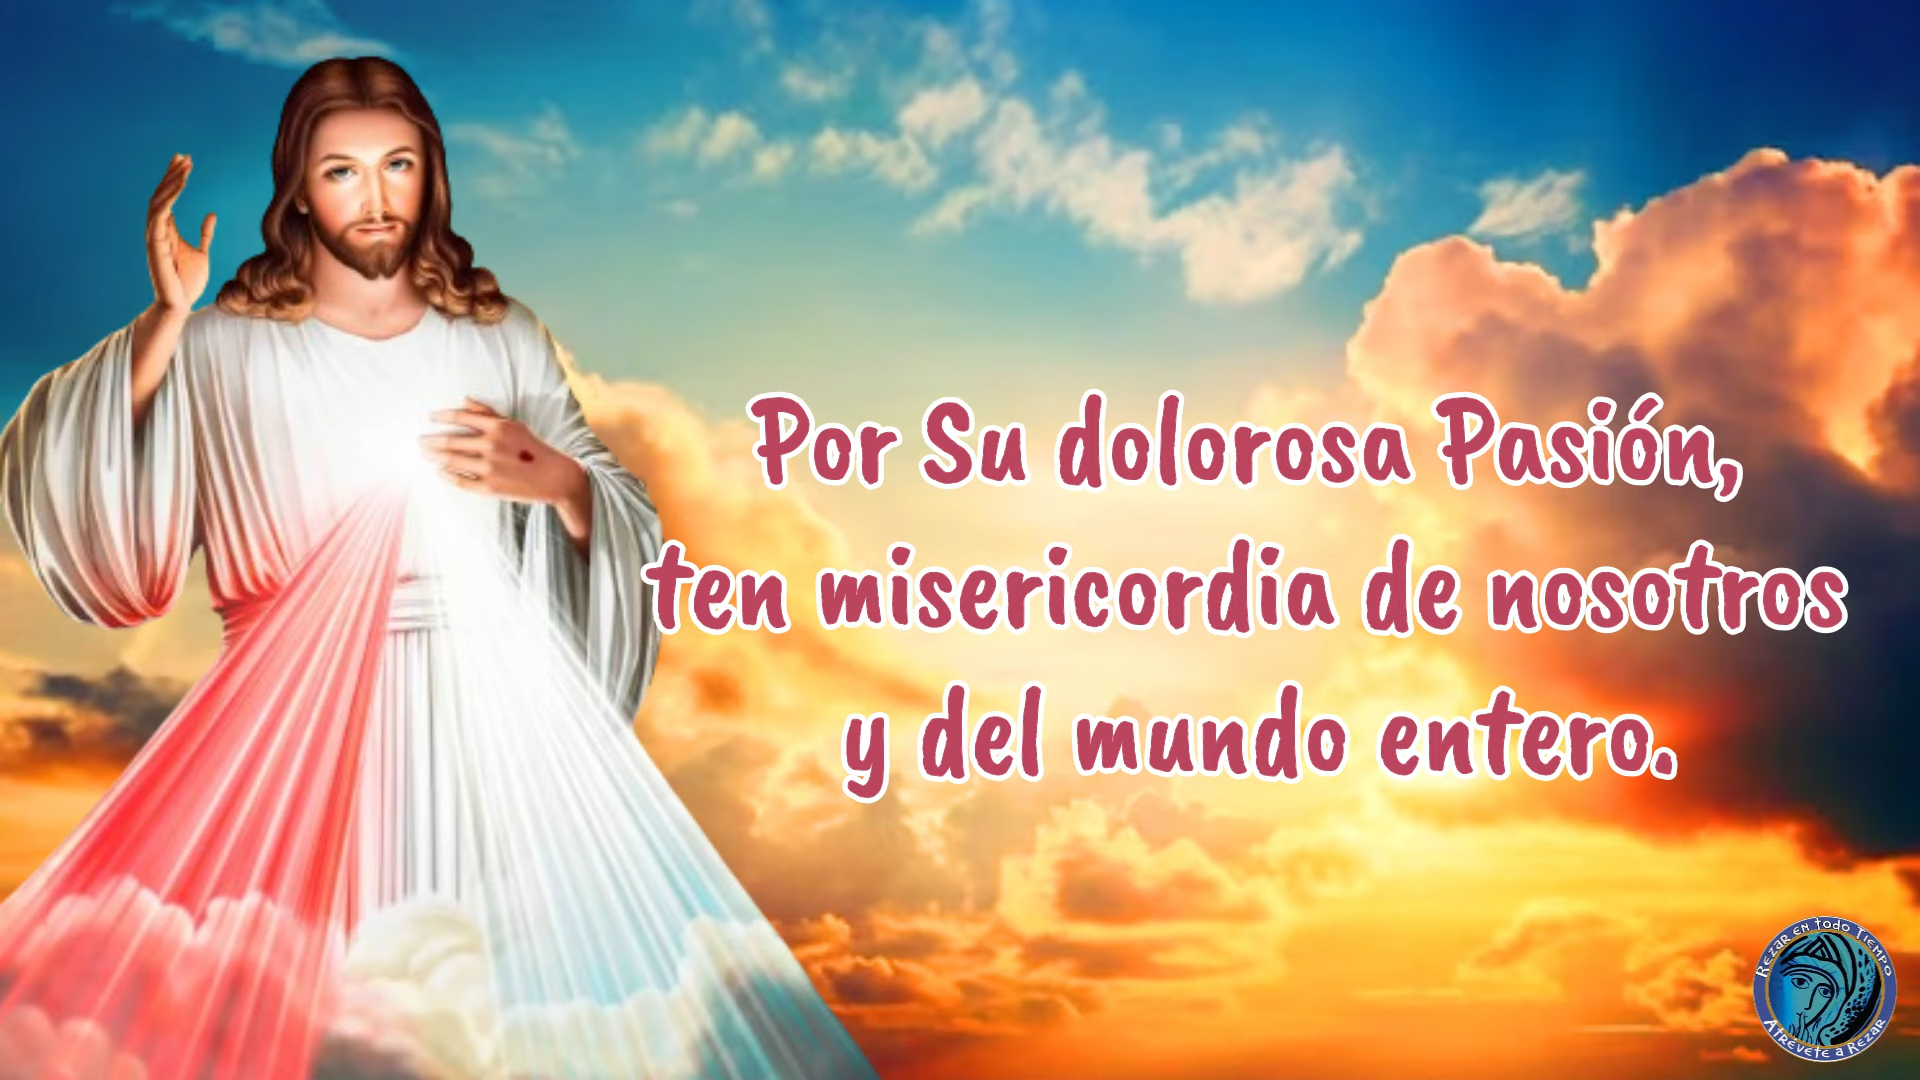 Por Su dolorosa Pasión,
ten misericordia de nosotros
y del mundo entero.
Rezar en todo Tiempo
Atrévete a Rezar